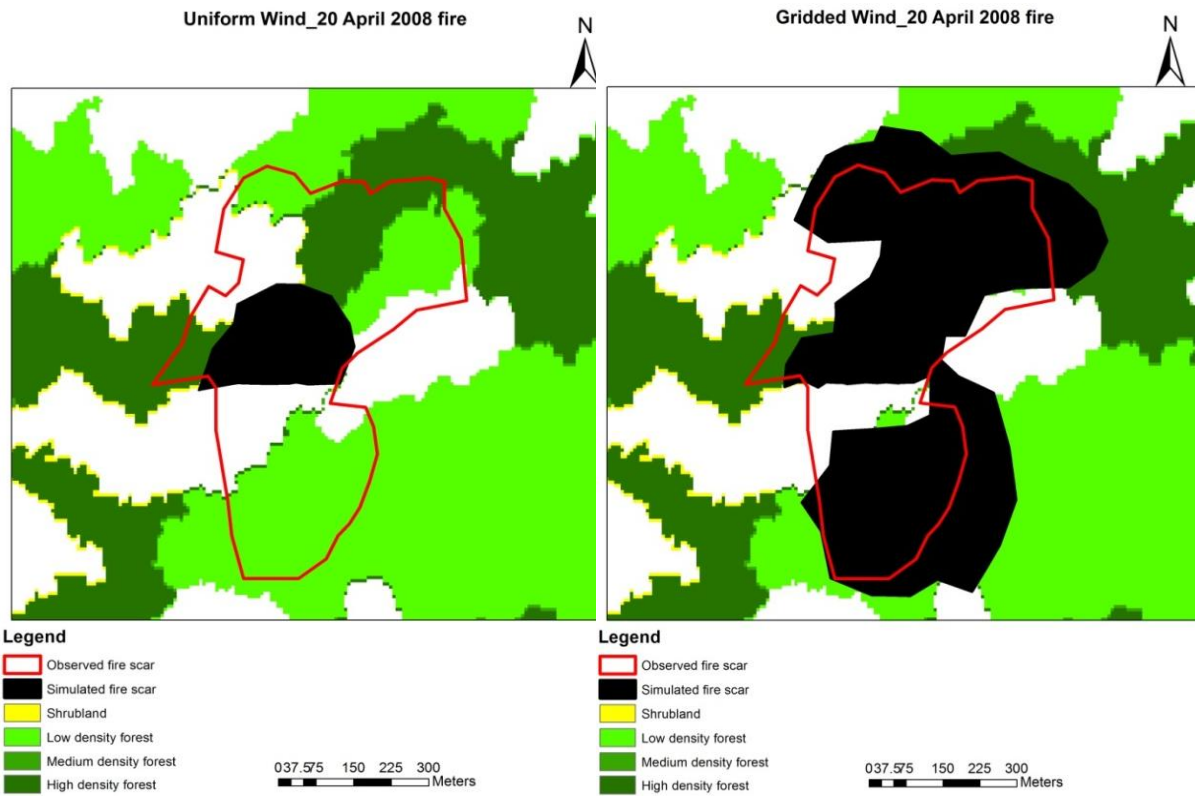 Uniform Wind_20 April 2008 fire
N
Legend
Observed fire scar
Simulated fire scar
Shrubland
Low density forest
Medium density forest
High density forest
037.575 150 225 300
Meters
Gridded Wind_20 April 2008 fire
N
Legend
Observed fire scar
Simulated fire scar
Shrubland
Low density forest
Medium density forest
High density forest
037.575 150 225 300
Meters